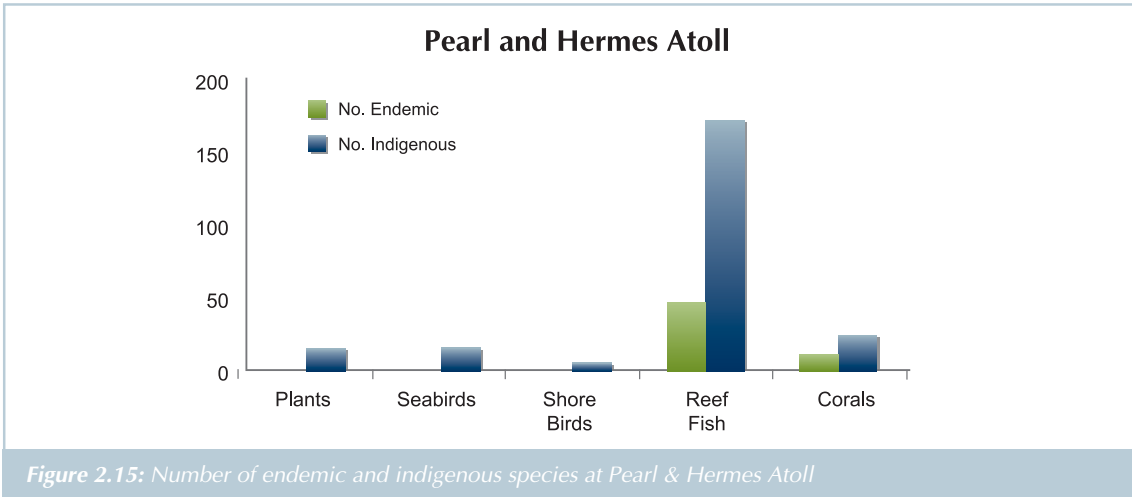 Pearl and Hermes Atoll
200
150
100
50
0
No. Endemic
No. Indigenous
Plants
Seabirds
Shore
Birds
Reef
Fish
Corals
Figure 2.15: Number of endemic and indigenous species at Pearl & Hermes Atoll